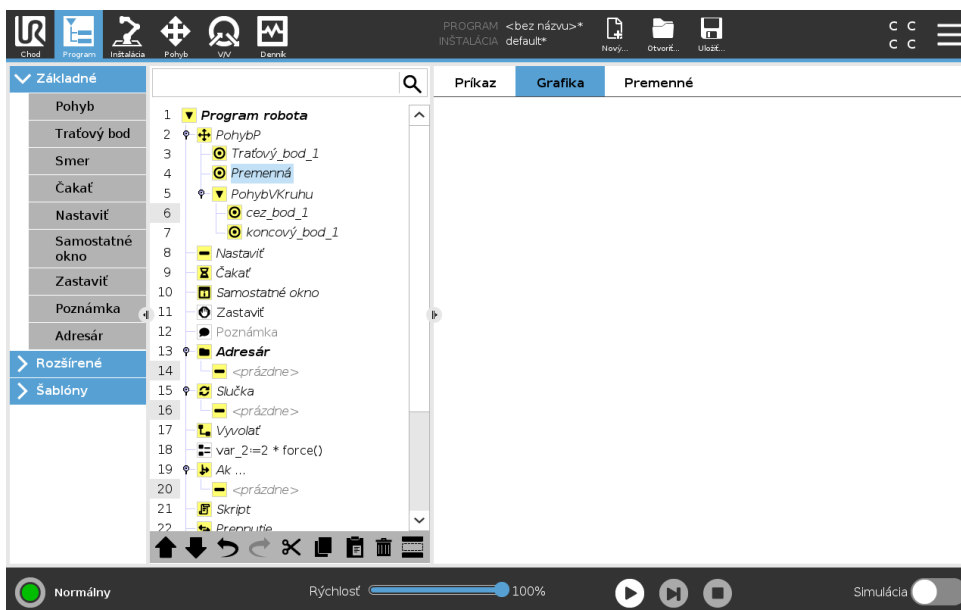 PROGRAM <bez názvu>*
INŠTALÁCIA default*
Chod
Program
Inštalácia
Pohyb
V/V
Denník
Nový...
Otvoriť...
Uložiť...
C C
C C
Základné
Pohyb
Traťový bod
Smer
Čakať
Nastaviť
Samostatné
okno
Zastaviť
Poznámka
Adresár
Rozšírené
Šablóny
1 Program robota
2 PohybP
3 Traťový_bod_1
4 Premenná
5 PohybVKruhu
6 cez_bod_1
7 koncový_bod_1
8 Nastaviť
9 Čakať
10 Samostatné okno
11 Zastaviť
12 Poznámka
13 Adresár
14 <prázdne>
15 Slučka
16 <prázdne>
17 Vyvolať
18 var_2:=2 * force()
19 Ak ...
20 <prázdne>
21 Skript
22 Prepnutie
Príkaz
Grafika
Premenné
Normálny
Rýchlosť
100%
Simulácia